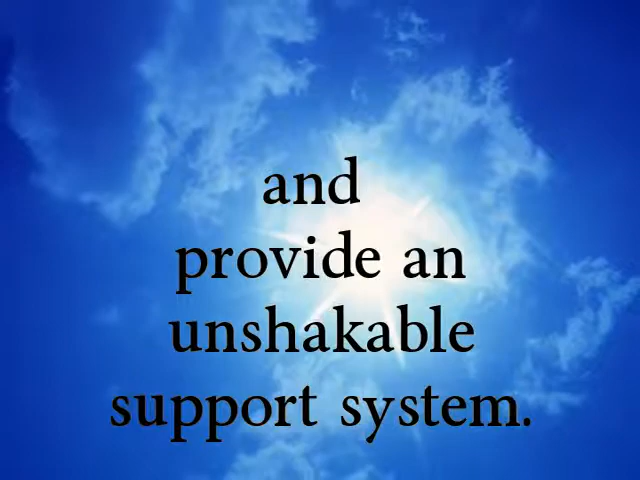 and
provide an
unshakable
support system.